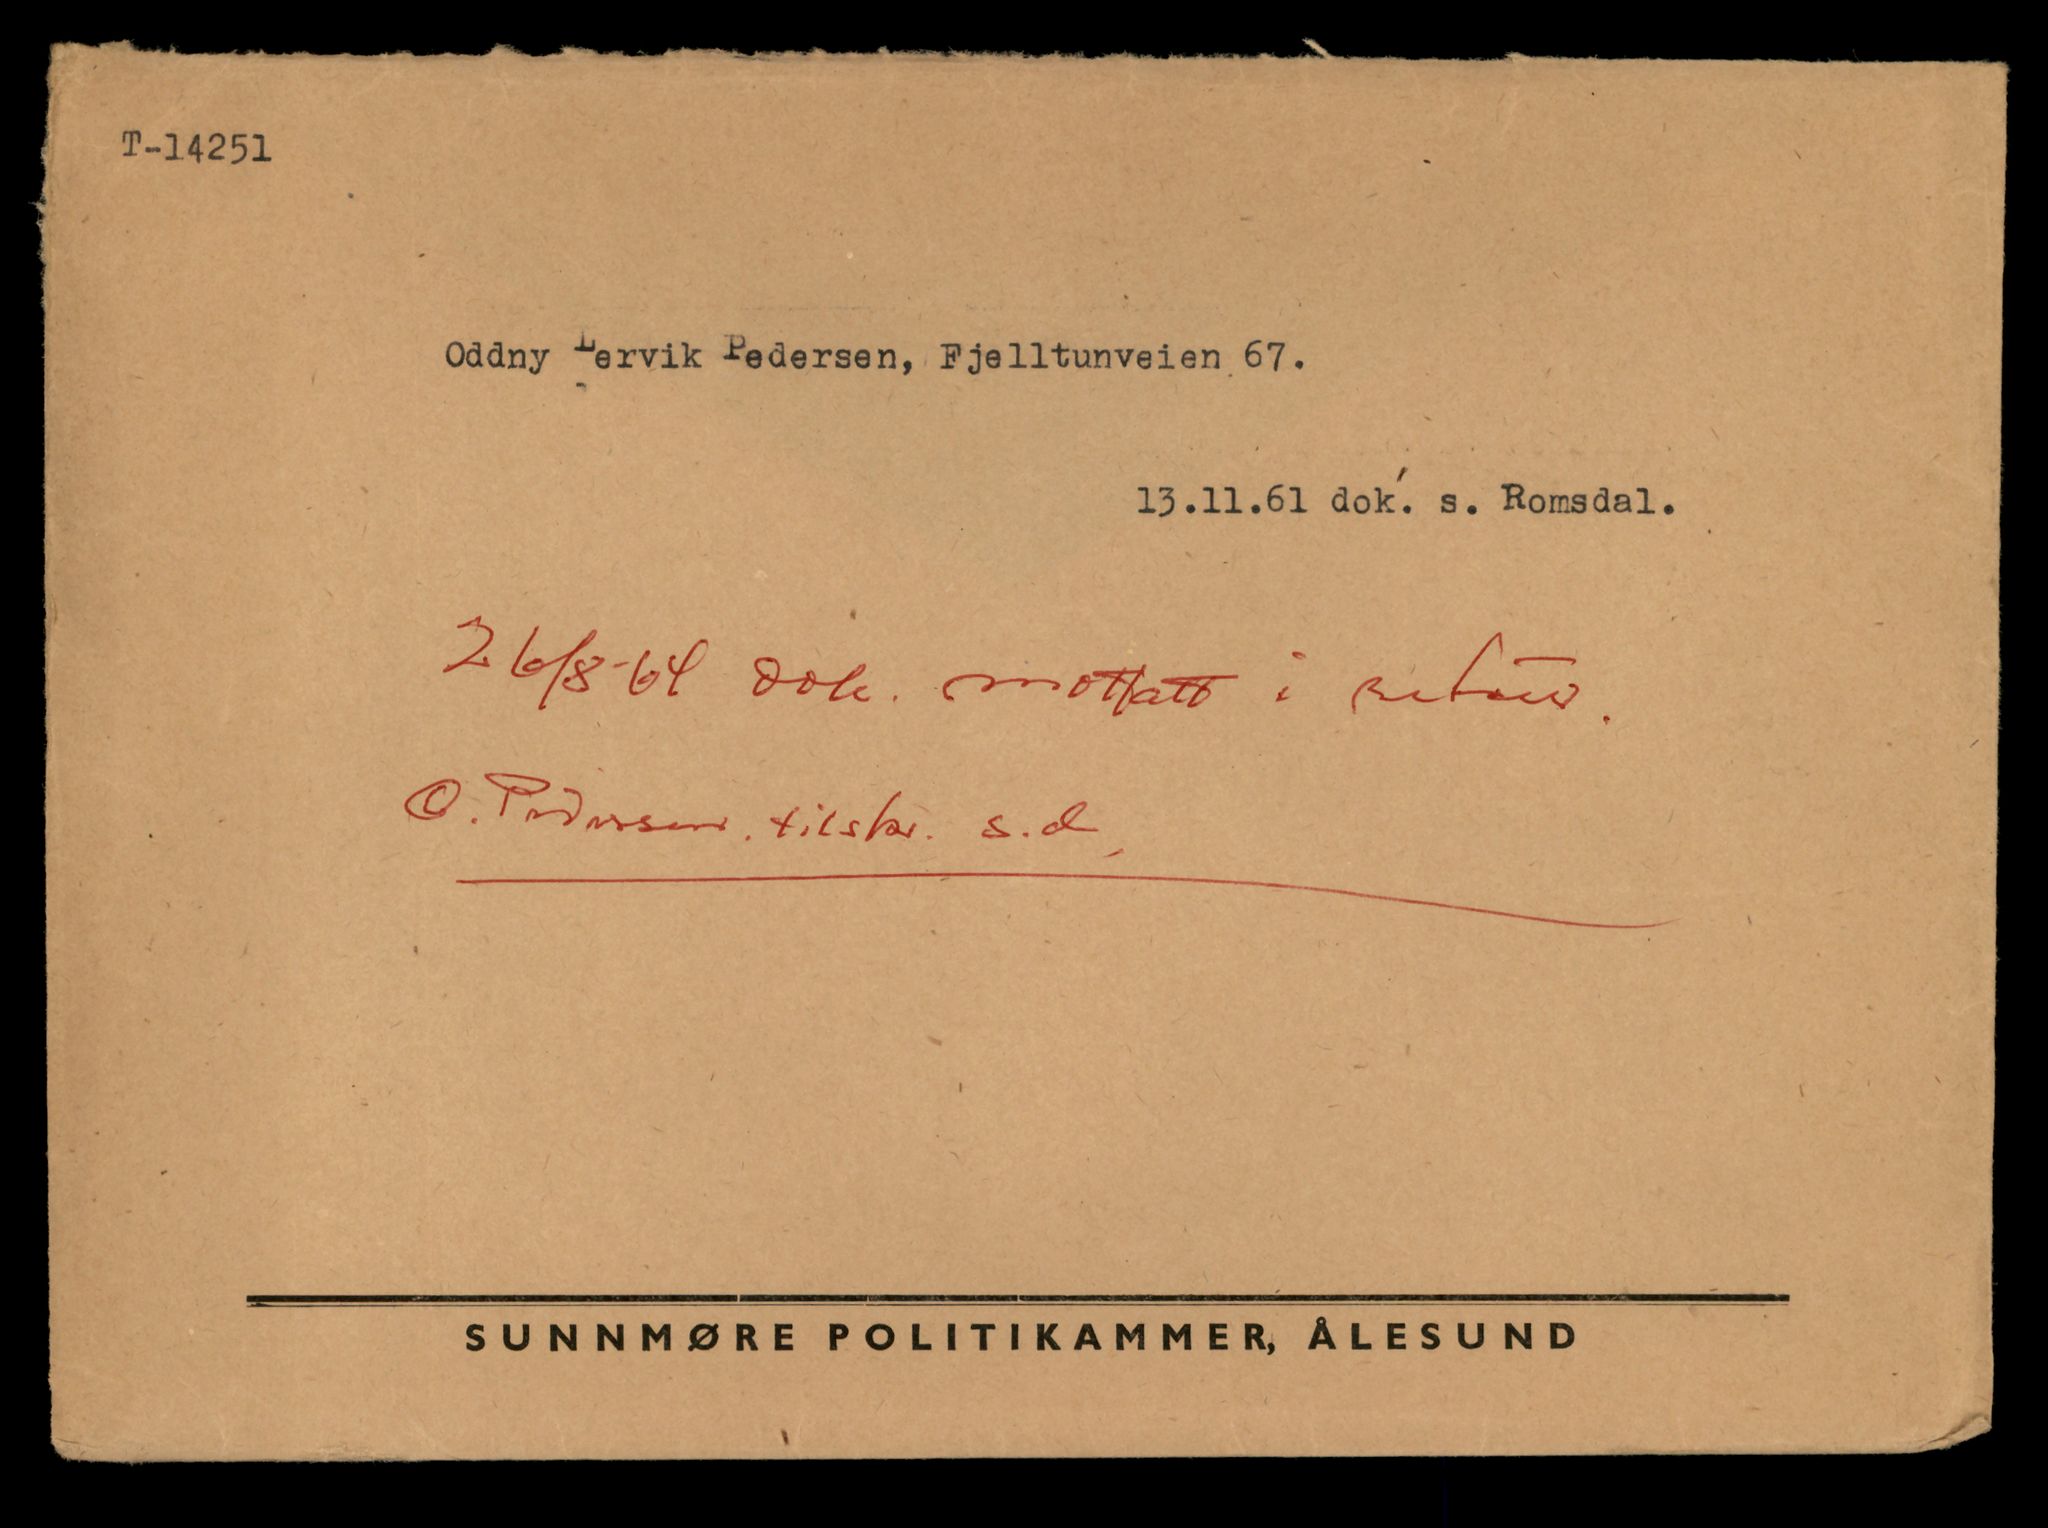 T-14251
Oddny Lervik Pedersen, Fjelltunveien 67.
13.11.61 dok. s. Romsdal.
26/8-64 dok. mottatt i retur.
O. Pedersen. tilskr. s.d.
SUNNMØRE POLITIKAMMER, ÅLESUND